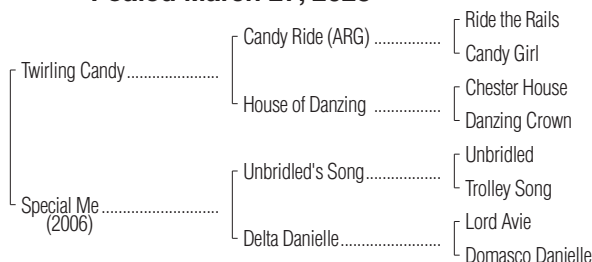 Ride the Rails
Candy Ride (ARG) ................
Candy Girl
Twirling Candy .....................
Chester House
House of Danzing ................
Danzing Crown
Unbridled
Unbridled's Song..................
Trolley Song
Special Me ...........................
(2006)
Lord Avie
Delta Danielle.......................
Domasco Danielle